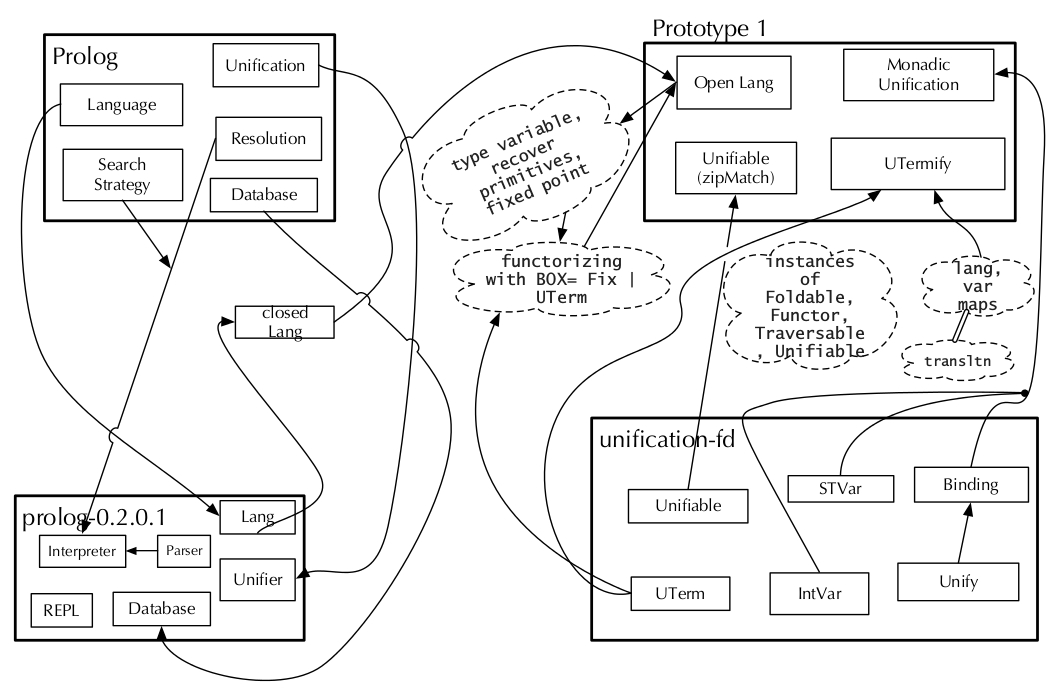 Prolog
Unification
Language
Resolution
Search
Strategy
Database
Prototype 1
Open Lang
Monadic
Unification
Unifiable
(zipMatch)
UTermify
type variable,
recover
primitives,
fixed point
functorizing
with BOX= Fix |
UTerm
instances
of
Foldable,
Functor,
Traversable
, Unifiable
lang,
var
maps
transltn
closed
Lang
prolog-0.2.0.1
Lang
Interpreter
Parser
Unifier
REPL
Database
unification-fd
Unifiable
STVar
Binding
UTerm
IntVar
Unify